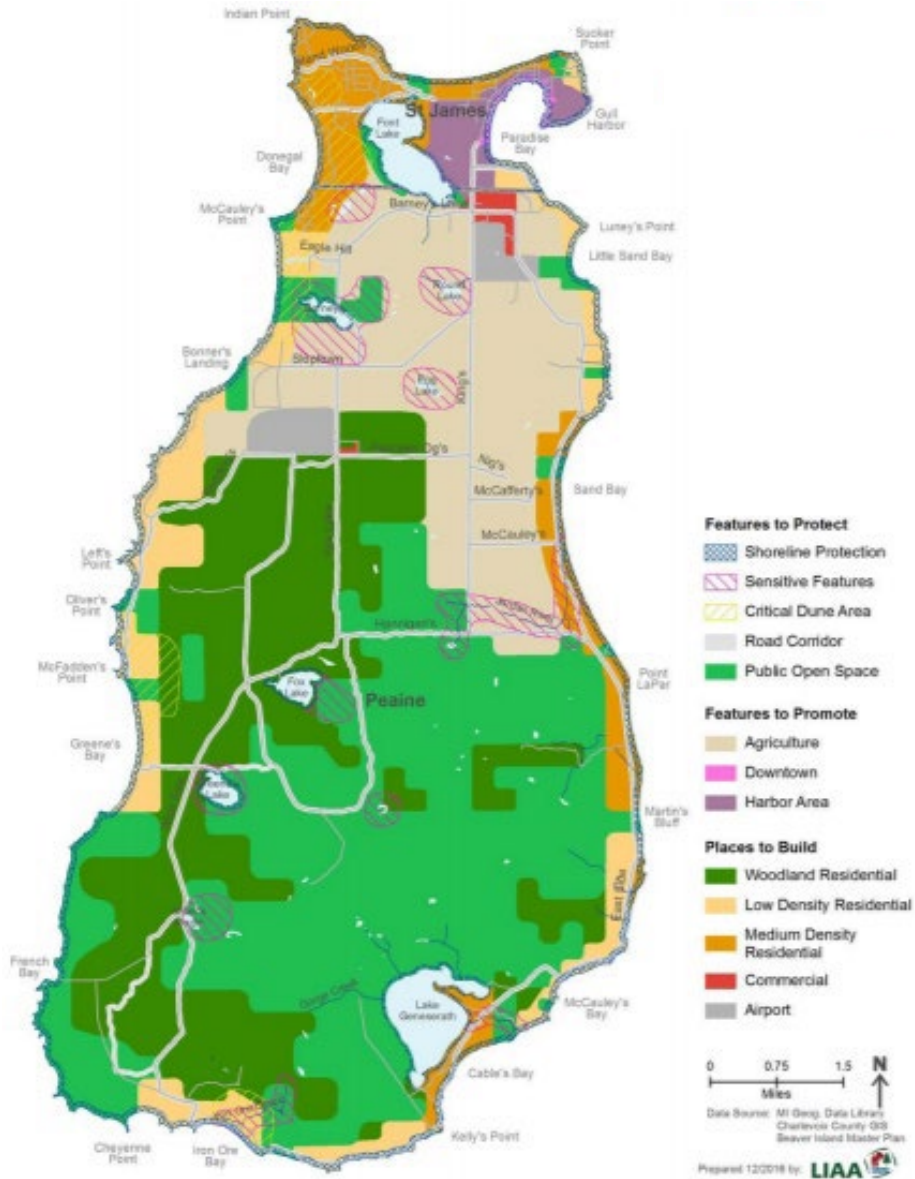 Indian Point
Sucker
Point
St James
Gull
Harbor
Font
Lake
Paradise
Bay
Donegal
Bay
McCauley's
Point
Barney's
Luney's Point
Eagle Hill
Little Sand Bay
Round
Lake
Bonner's
Landing
Sloptown
Lake
King's
Nig's
Sand Bay
McCafferty's
McCauley's
Left's
Point
Oliver's
Point
Hannigan's
McFadden's
Point
Point
LaPar
Fox
Lake
Peaine
Greene's
Bay
Lake
Martin's
Bluff
French
Bay
Lake
Geneserath
McCauley's
Bay
Cable's Bay
Kelly's Point
Cheyenne
Point
Iron Ore
Bay
Features to Protect
Shoreline Protection
Sensitive Features
Critical Dune Area
Road Corridor
Public Open Space
Features to Promote
Agriculture
Downtown
Harbor Area
Places to Build
Woodland Residential
Low Density Residential
Medium Density
Residential
Commercial
Airport
0 0.75 1.5
Miles
N
Data Source: MI Geog. Data Library
Charlevoix County GIS
Beaver Island Master Plan
Prepared 12/2016 by: LIAA